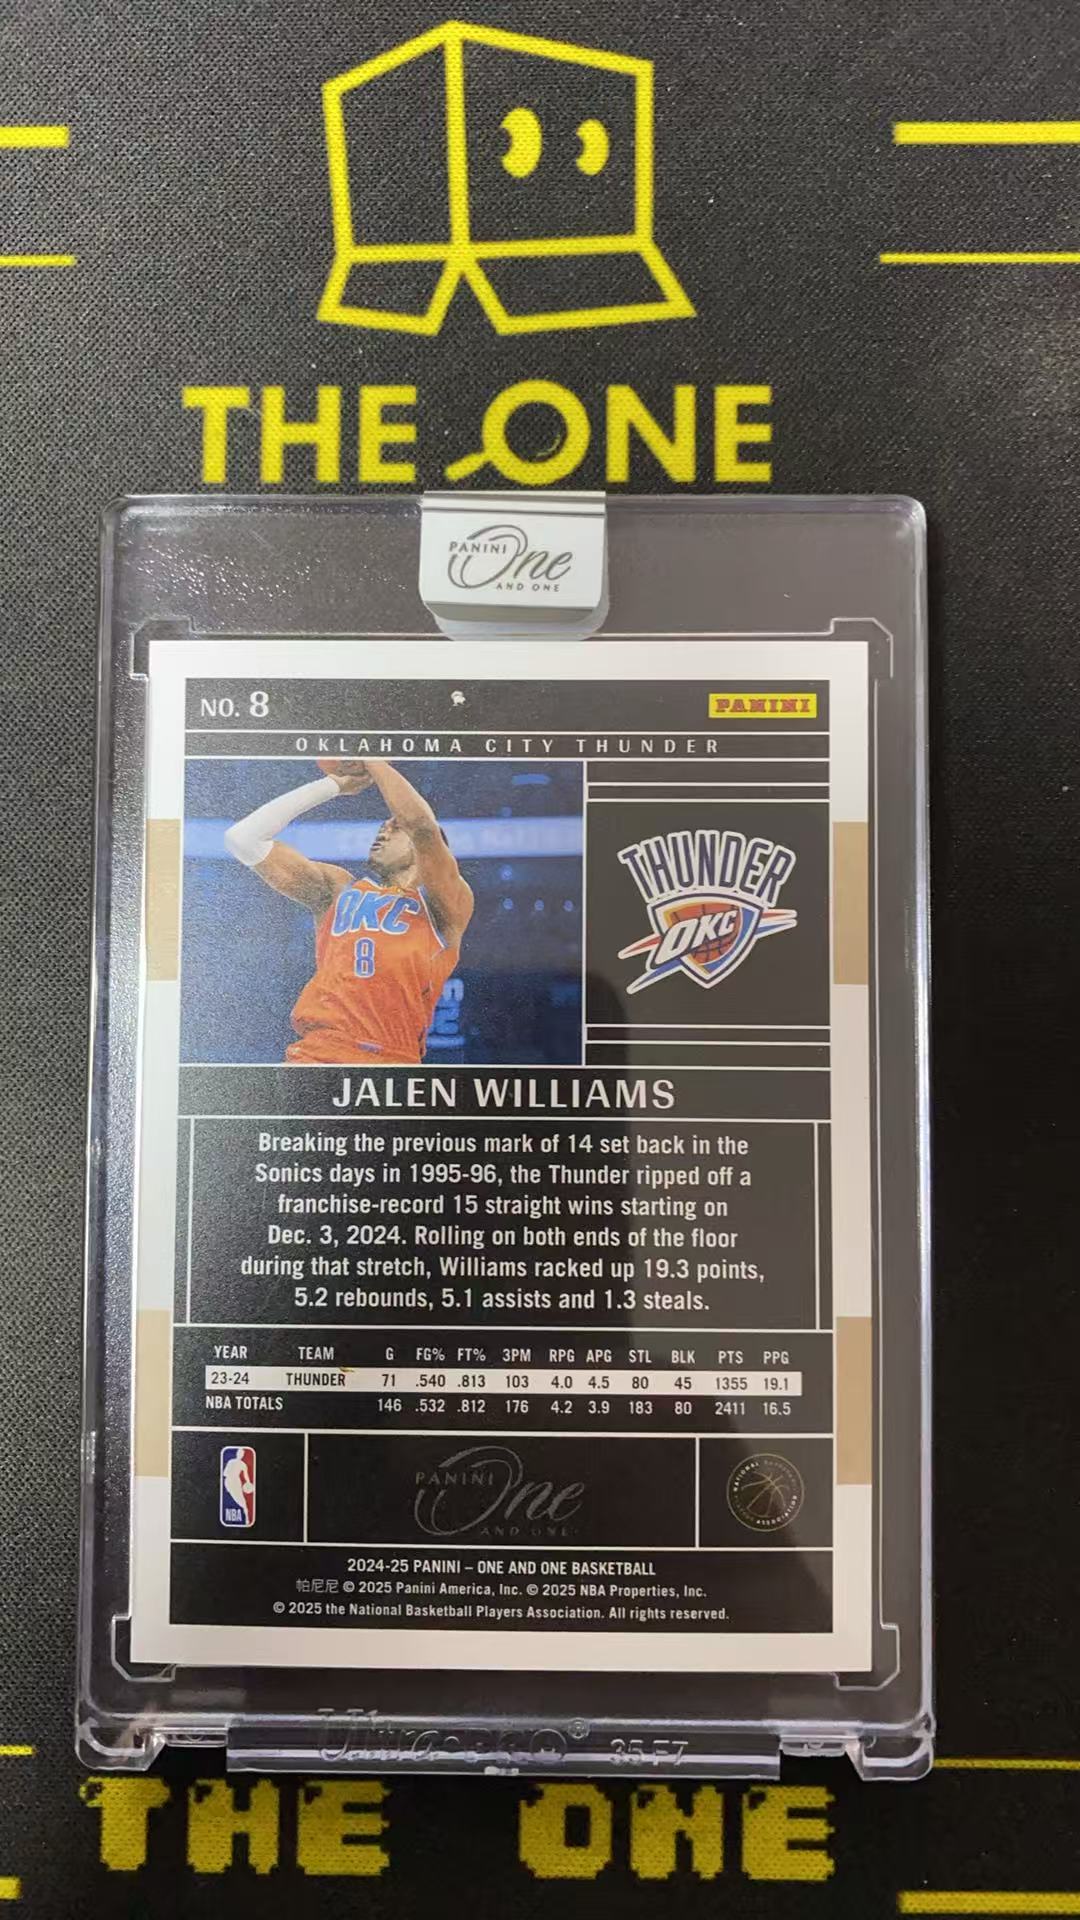 THE ONE
PANINI One
AND ONE
NO. 8
PANINI
OKLAHOMA CITY THUNDER
THUNDER
OKC
OKC
8
JALEN WILLIAMS
Breaking the previous mark of 14 set back in the
Sonics days in 1995-96, the Thunder ripped off a
franchise-record 15 straight wins starting on
Dec. 3, 2024. Rolling on both ends of the floor
during that stretch, Williams racked up 19.3 points,
5.2 rebounds, 5.1 assists and 1.3 steals.
YEAR TEAM G FG% FT% 3PM RPG APG STL BLK PTS PPG
23-24 THUNDER 71 .540 .813 103 4.0 4.5 80 45 1355 19.1
NBA TOTALS 146 .532 .812 176 4.2 3.9 183 80 2411 16.5
NBA
PANINI One
AND ONE
NATIONAL BASKETBALL PLAYERS ASSOCIATION
2024-25 PANINI – ONE AND ONE BASKETBALL
帕尼尼 © 2025 Panini America, Inc. © 2025 NBA Properties, Inc.
© 2025 the National Basketball Players Association. All rights reserved.
35 PT
THE ONE